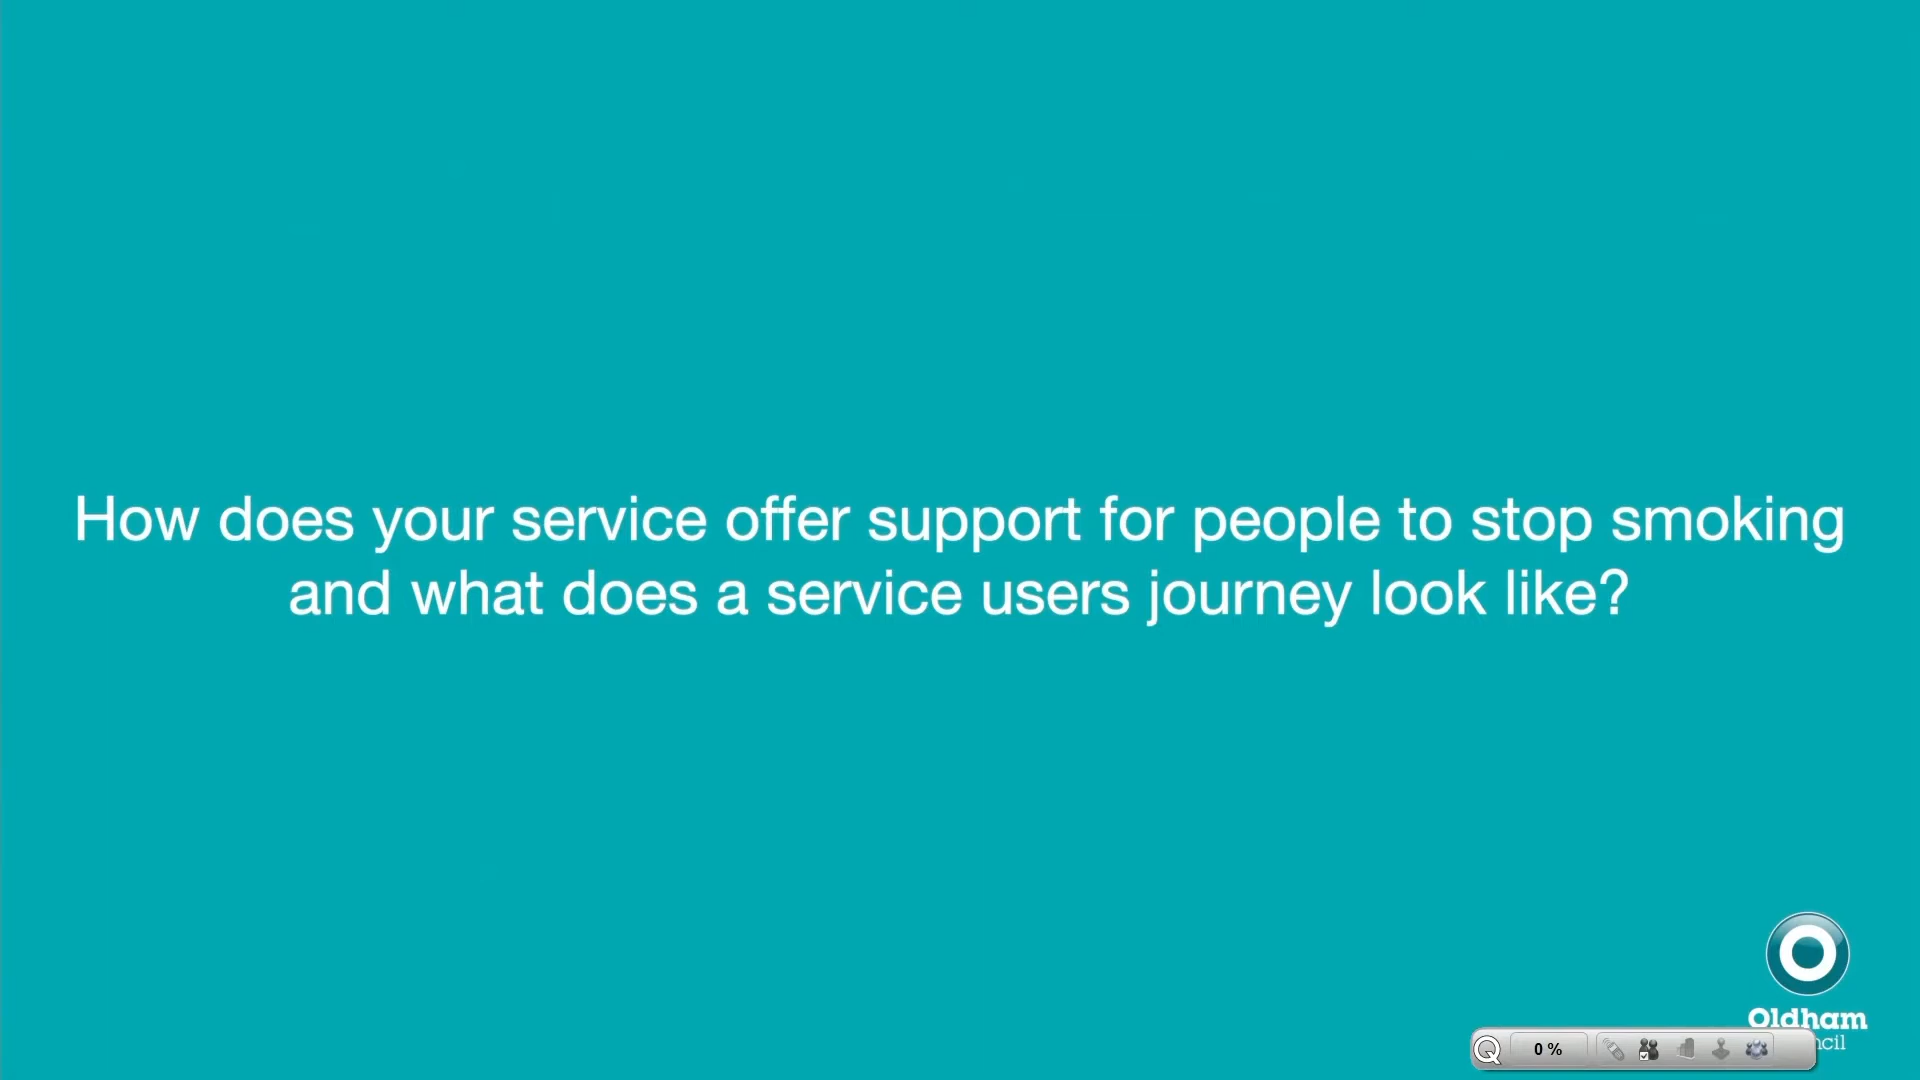 How does your service offer support for people to stop smoking
and what does a service users journey look like?
Oldham
ncil
0 %